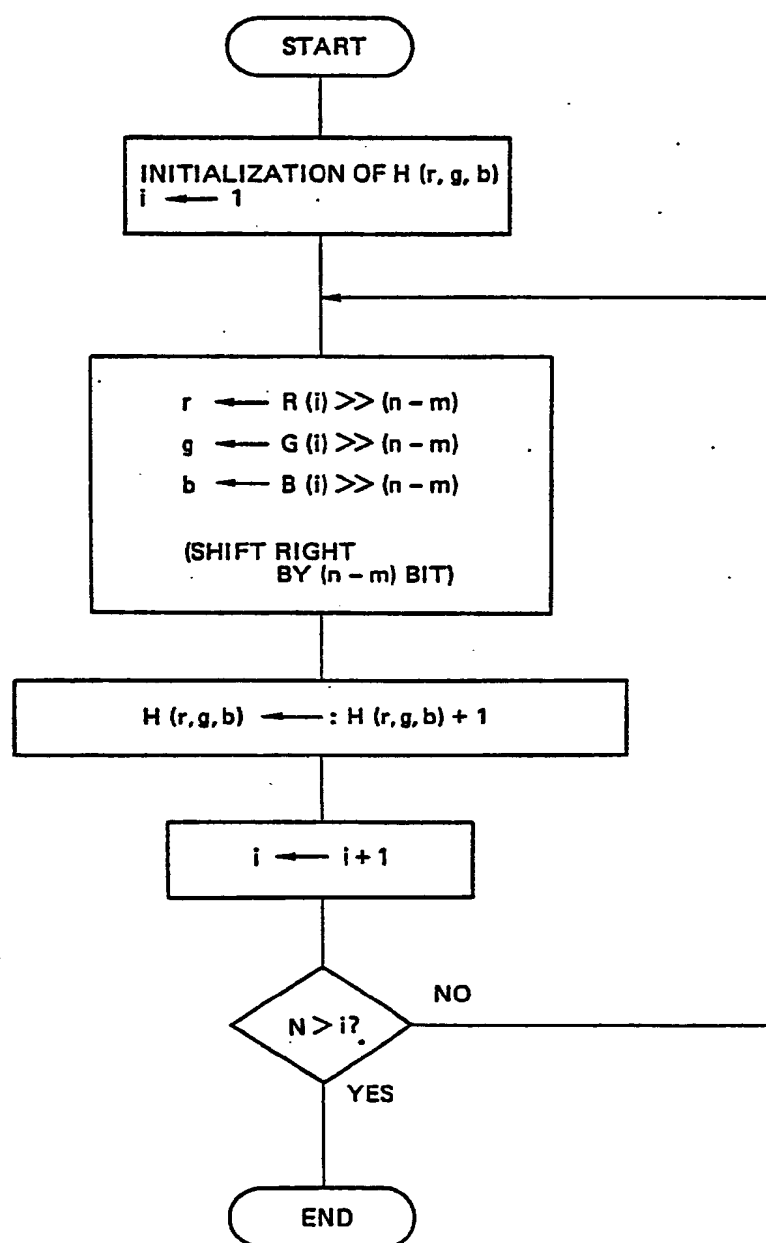 START
INITIALIZATION OF H (r, g, b)
i ← 1
r ← R (i) >> (n – m)
g ← G (i) >> (n – m)
b ← B (i) >> (n – m)
(SHIFT RIGHT
BY (n – m) BIT)
H (r, g, b) ← : H (r, g, b) + 1
i ← i + 1
N > i?
NO
YES
END